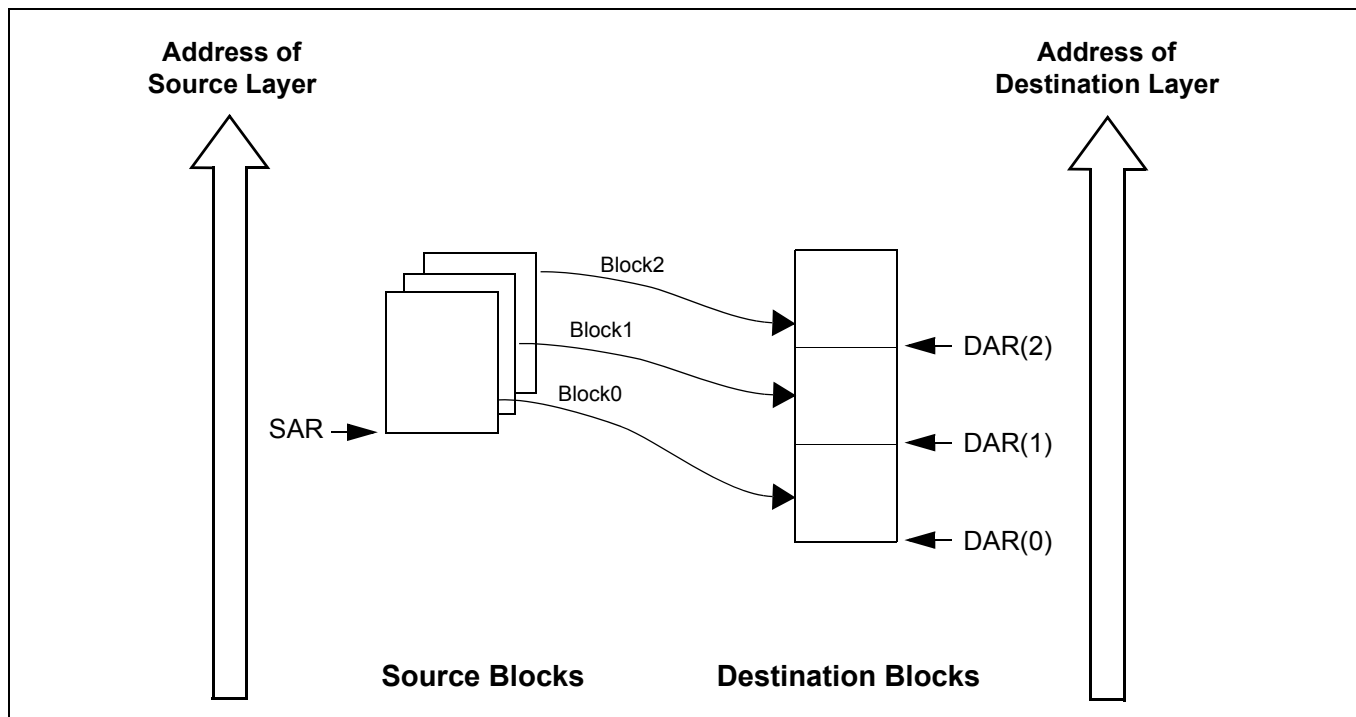 Address of
Source Layer
Address of
Destination Layer
Block2
Block1
Block0
SAR
DAR(2)
DAR(1)
DAR(0)
Source Blocks
Destination Blocks